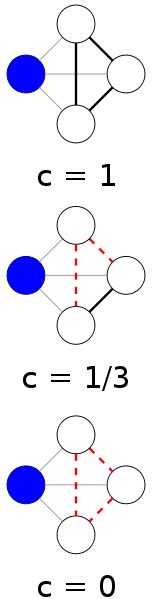 c = 1
c = 1/3
c = 0